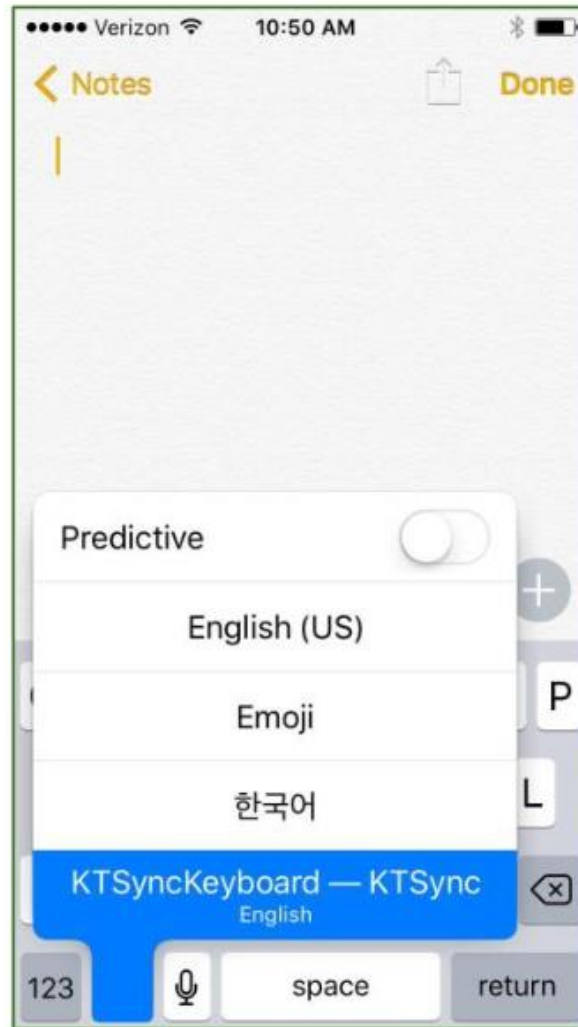 Verizon 10:50 AM
Notes Done
Predictive
English (US)
Emoji
P
한국어
L
KTSyncKeyboard — KTSync
English
123 space return